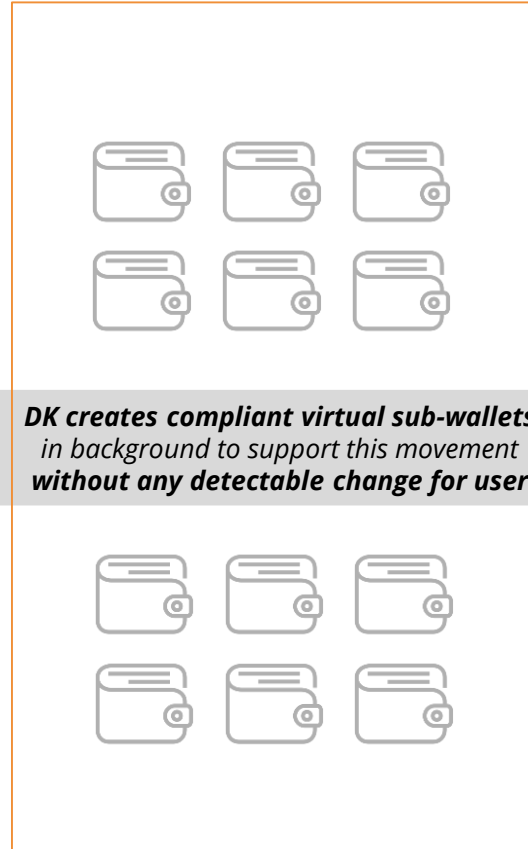 DK creates compliant virtual sub-wallets
in background to support this movement
without any detectable change for user